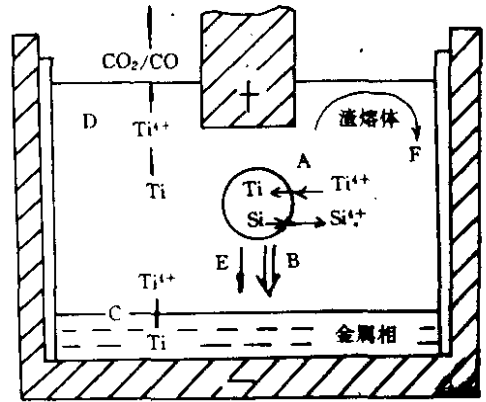 CO₂/CO
D
Ti⁴⁺
渣熔体
A
F
Ti
Ti
Ti⁴⁺
Si
Si⁴⁺
E
B
Ti⁴⁺
C
Ti
金属相